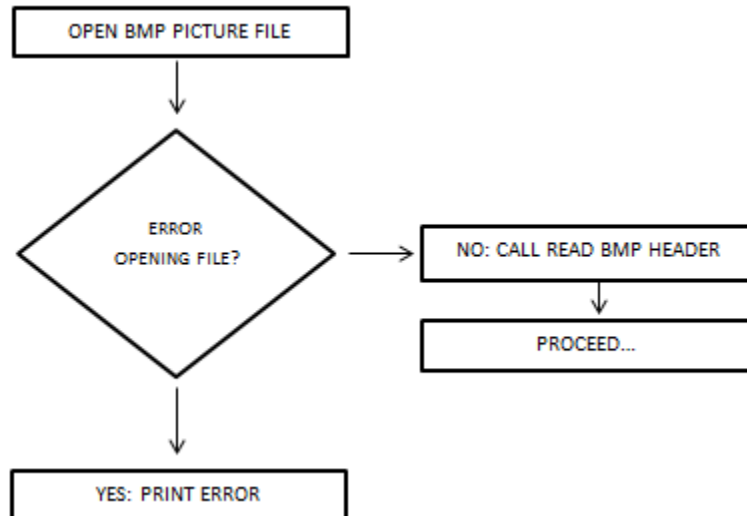 OPEN BMP PICTURE FILE
ERROR
OPENING FILE?
NO: CALL READ BMP HEADER
PROCEED...
YES: PRINT ERROR